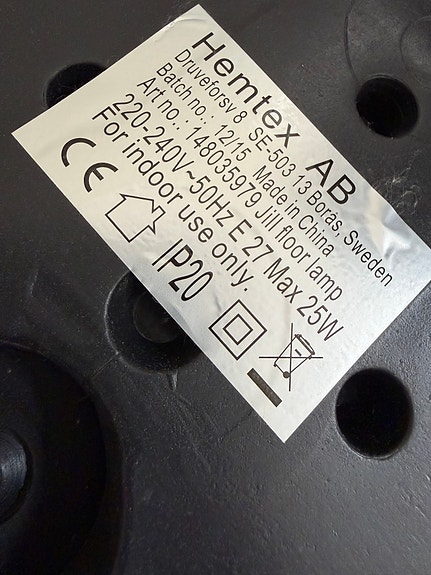 Hemtex AB
Druveforsv 8, SE-503 13 Borås, Sweden
Batch no.: 12/15 Made in China
Art no.: 148035979 Jill floor lamp
220-240V~50Hz E 27 Max 25W
For indoor use only.
CE IP20